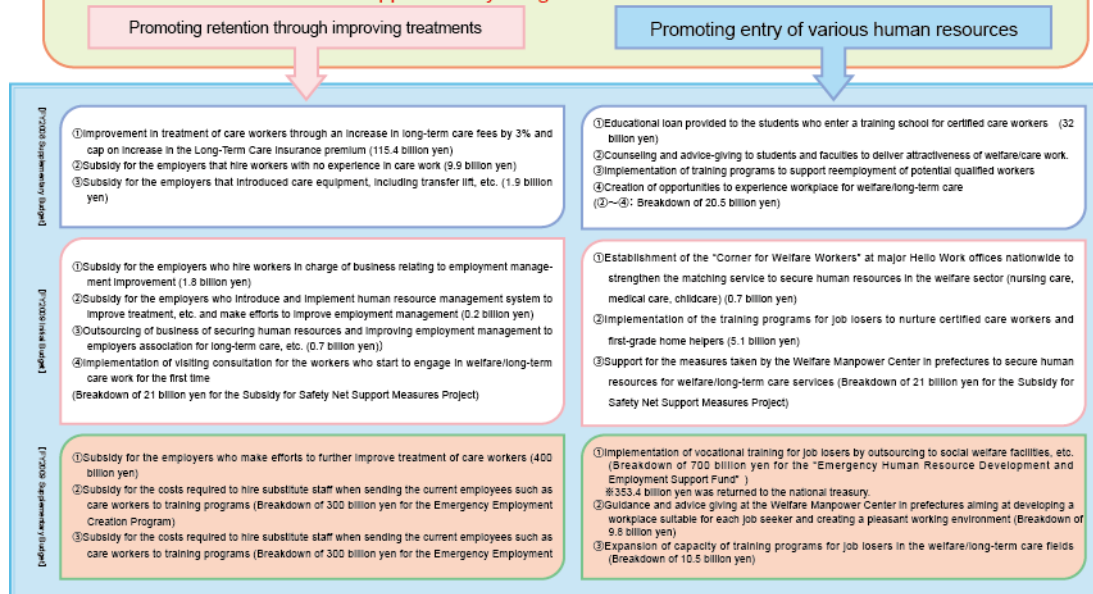 Promoting retention through improving treatments
Promoting entry of various human resources
[FY2008 Supplementary Budget]
①Improvement in treatment of care workers through an increase in long-term care fees by 3% and
cap on increase in the Long-Term Care Insurance premium (115.4 billion yen)
②Subsidy for the employers that hire workers with no experience in care work (9.9 billion yen)
③Subsidy for the employers that introduced care equipment, including transfer lift, etc. (1.9 billion
yen)
①Educational loan provided to the students who enter a training school for certified care workers (32
billion yen)
②Counseling and advice-giving to students and faculties to deliver attractiveness of welfare/care work.
③Implementation of training programs to support reemployment of potential qualified workers
④Creation of opportunities to experience workplace for welfare/long-term care
(②～④: Breakdown of 20.5 billion yen)
[FY2009 Initial Budget]
①Subsidy for the employers who hire workers in charge of business relating to employment manage-
ment improvement (1.8 billion yen)
②Subsidy for the employers who introduce and implement human resource management system to
improve treatment, etc. and make efforts to improve employment management (0.2 billion yen)
③Outsourcing of business of securing human resources and improving employment management to
employers association for long-term care, etc. (0.7 billion yen))
④Implementation of visiting consultation for the workers who start to engage in welfare/long-term
care work for the first time
(Breakdown of 21 billion yen for the Subsidy for Safety Net Support Measures Project)
①Establishment of the "Corner for Welfare Workers" at major Hello Work offices nationwide to
strengthen the matching service to secure human resources in the welfare sector (nursing care,
medical care, childcare) (0.7 billion yen)
②Implementation of the training programs for job losers to nurture certified care workers and
first-grade home helpers (5.1 billion yen)
③Support for the measures taken by the Welfare Manpower Center in prefectures to secure human
resources for welfare/long-term care services (Breakdown of 21 billion yen for the Subsidy for
Safety Net Support Measures Project)
[FY2009 Supplementary Budget]
①Subsidy for the employers who make efforts to further improve treatment of care workers (400
billion yen)
②Subsidy for the costs required to hire substitute staff when sending the current employees such as
care workers to training programs (Breakdown of 300 billion yen for the Emergency Employment
Creation Program)
③Subsidy for the costs required to hire substitute staff when sending the current employees such as
care workers to training programs (Breakdown of 300 billion yen for the Emergency Employment
①Implementation of vocational training for job losers by outsourcing to social welfare facilities, etc.
(Breakdown of 700 billion yen for the "Emergency Human Resource Development and
Employment Support Fund" )
※353.4 billion yen was returned to the national treasury.
②Guidance and advice giving at the Welfare Manpower Center in prefectures aiming at developing a
workplace suitable for each job seeker and creating a pleasant working environment (Breakdown of
9.8 billion yen)
③Expansion of capacity of training programs for job losers in the welfare/long-term care fields
(Breakdown of 10.5 billion yen)